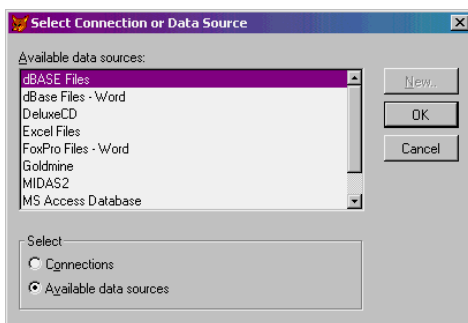 Select Connection or Data Source
Available data sources:
dBASE Files
dBase Files - Word
DeluxeCD
Excel Files
FoxPro Files - Word
Goldmine
MIDAS2
MS Access Database
New..
OK
Cancel
Select
Connections
Available data sources